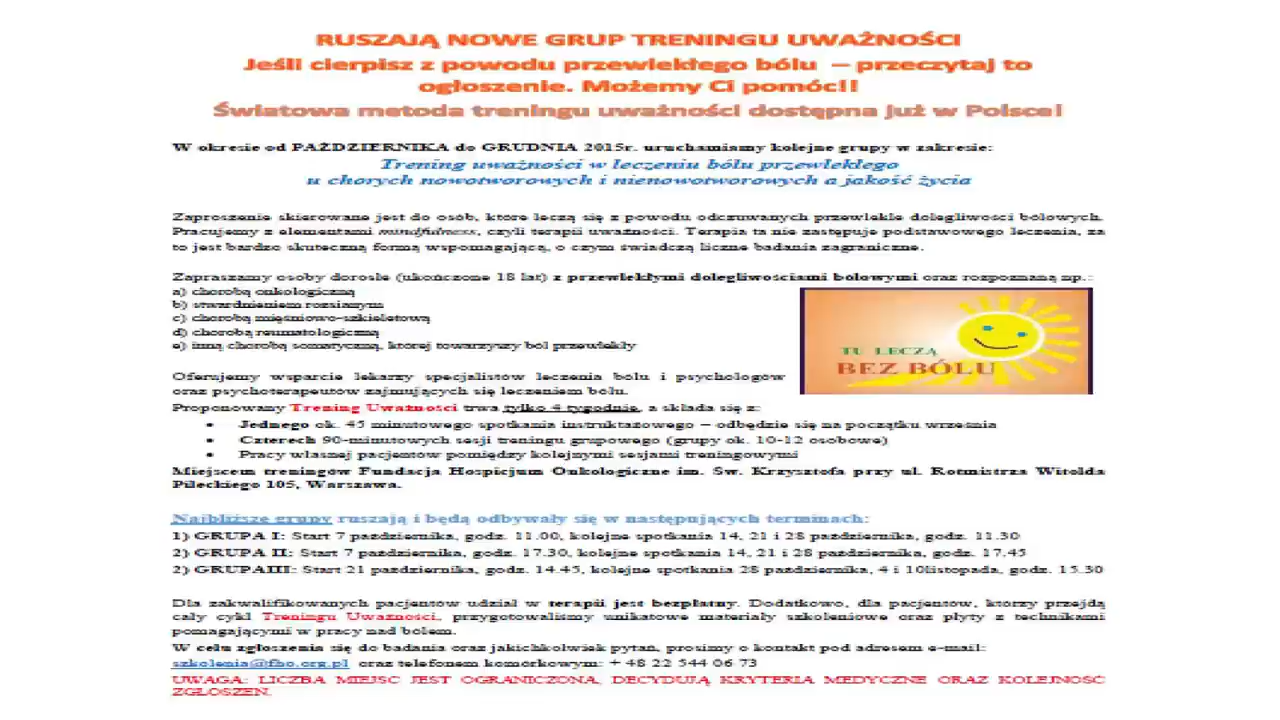 RUSZAJĄ NOWE GRUP TRENINGU UWAŻNOŚCI
Jeśli cierpisz z powodu przewlekłego bólu – przeczytaj to
ogłoszenie. Możemy Ci pomóc!!
Światowa metoda treningu uważności dostępna już w Polsce!
W okresie od PAŹDZIERNIKA do GRUDNIA 2015r. uruchamiamy kolejne grupy w zakresie:
Trening uważności w leczeniu bólu przewlekłego
u chorych nowotworowych i nienowotworowych a jakość życia
Zaproszenie skierowane jest do osób, które leczą się z powodu odczuwanych przewlekle dolegliwości bólowych.
Pracujemy z elementami mindfulness, czyli terapii uważności. Terapia ta nie zastępuje podstawowego leczenia, za
to jest bardzo skuteczną formą wspomagającą, o czym świadczą liczne badania zagraniczne.
Zapraszamy osoby dorosłe (ukończone 18 lat) z przewlekłymi dolegliwościami bólowymi oraz rozpoznaną np.:
a) chorobą onkologiczną
b) stwardnieniem rozsianym
c) chorobą mięśniowo-szkieletową
d) chorobą reumatologiczną
e) inną chorobą somatyczną, której towarzyszy ból przewlekły
TU LECZĄ
BEZ BÓLU
Oferujemy wsparcie lekarzy specjalistów leczenia bólu i psychologów
oraz psychoterapeutów zajmujących się leczeniem bólu.
Proponowany Trening Uważności trwa tylko 4 tygodnie, a składa się z:
• Jednego ok. 45 minutowego spotkania instruktażowego – odbędzie się na początku września
• Czterech 90-minutowych sesji treningu grupowego (grupy ok. 10-12 osobowe)
• Pracy własnej pacjentów pomiędzy kolejnymi sesjami treningowymi
Miejscem treningów Fundacja Hospicjum Onkologiczne im. Św. Krzysztofa przy ul. Rotmistrza Witolda
Pileckiego 105, Warszawa.
Najbliższe grupy ruszają i będą odbywały się w następujących terminach:
1) GRUPA I: Start 7 października, godz. 11.00, kolejne spotkania 14, 21 i 28 października, godz. 11.30
2) GRUPA II: Start 7 października, godz. 17.30, kolejne spotkania 14, 21 i 28 października, godz. 17.45
2) GRUPAIII: Start 21 października, godz. 14.45, kolejne spotkania 28 października, 4 i 10listopada, godz. 15.30
Dla zakwalifikowanych pacjentów udział w terapii jest bezpłatny. Dodatkowo, dla pacjentów, którzy przejdą
cały cykl Treningu Uważności, przygotowaliśmy unikatowe materiały szkoleniowe oraz płyty z technikami
pomagającymi w pracy nad bólem.
W celu zgłoszenia się do badania oraz jakichkolwiek pytań, prosimy o kontakt pod adresem e-mail:
szkolenia@fho.org.pl oraz telefonem komórkowym: + 48 22 544 06 73
UWAGA: LICZBA MIEJSC JEST OGRANICZONA, DECYDUJĄ KRYTERIA MEDYCZNE ORAZ KOLEJNOŚĆ
ZGŁOSZEŃ.